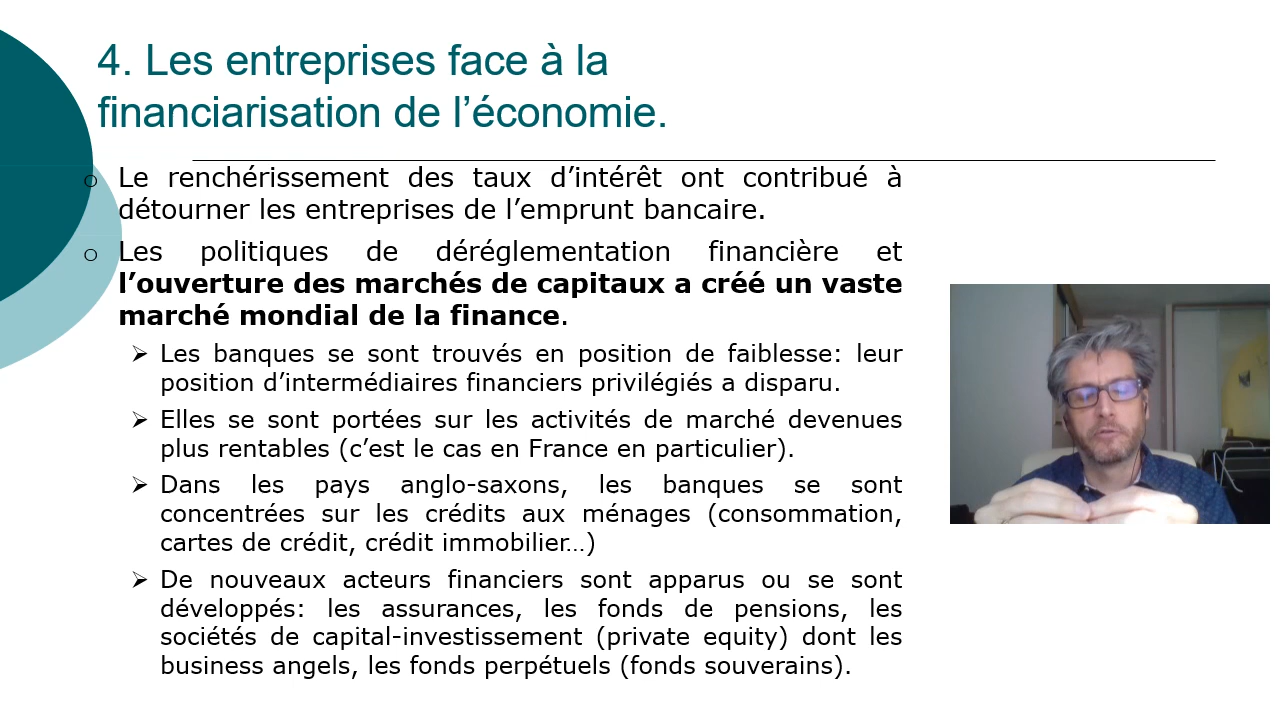 4. Les entreprises face à la
financiarisation de l’économie.
o Le renchérissement des taux d’intérêt ont contribué à
détourner les entreprises de l’emprunt bancaire.
o Les politiques de déréglementation financière et
l’ouverture des marchés de capitaux a créé un vaste
marché mondial de la finance.
➢ Les banques se sont trouvés en position de faiblesse: leur
position d’intermédiaires financiers privilégiés a disparu.
➢ Elles se sont portées sur les activités de marché devenues
plus rentables (c’est le cas en France en particulier).
➢ Dans les pays anglo-saxons, les banques se sont
concentrées sur les crédits aux ménages (consommation,
cartes de crédit, crédit immobilier…)
➢ De nouveaux acteurs financiers sont apparus ou se sont
développés: les assurances, les fonds de pensions, les
sociétés de capital-investissement (private equity) dont les
business angels, les fonds perpétuels (fonds souverains).